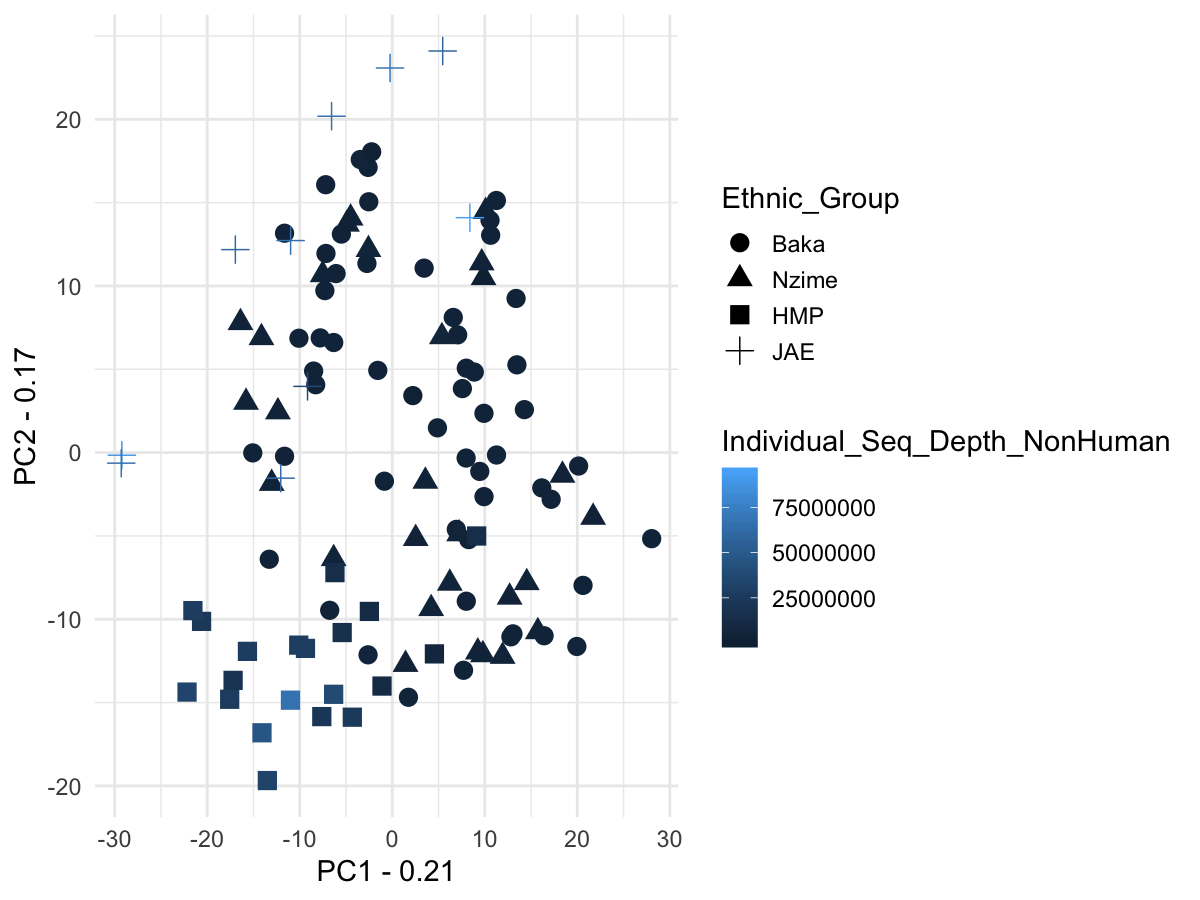 20
10
0
-10
-20
PC2 - 0.17
-30 -20 -10 0 10 20 30
PC1 - 0.21
Ethnic_Group
Baka
Nzime
HMP
JAE
Individual_Seq_Depth_NonHuman
75000000
50000000
25000000